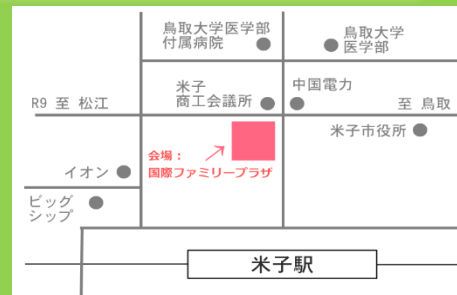 鳥取大学医学部
付属病院
鳥取大学
医学部
米子
商工会議所
中国電力
R9 至 松江
至 鳥取
米子市役所
会場：
国際ファミリープラザ
イオン
ビッグ
シップ
米子駅